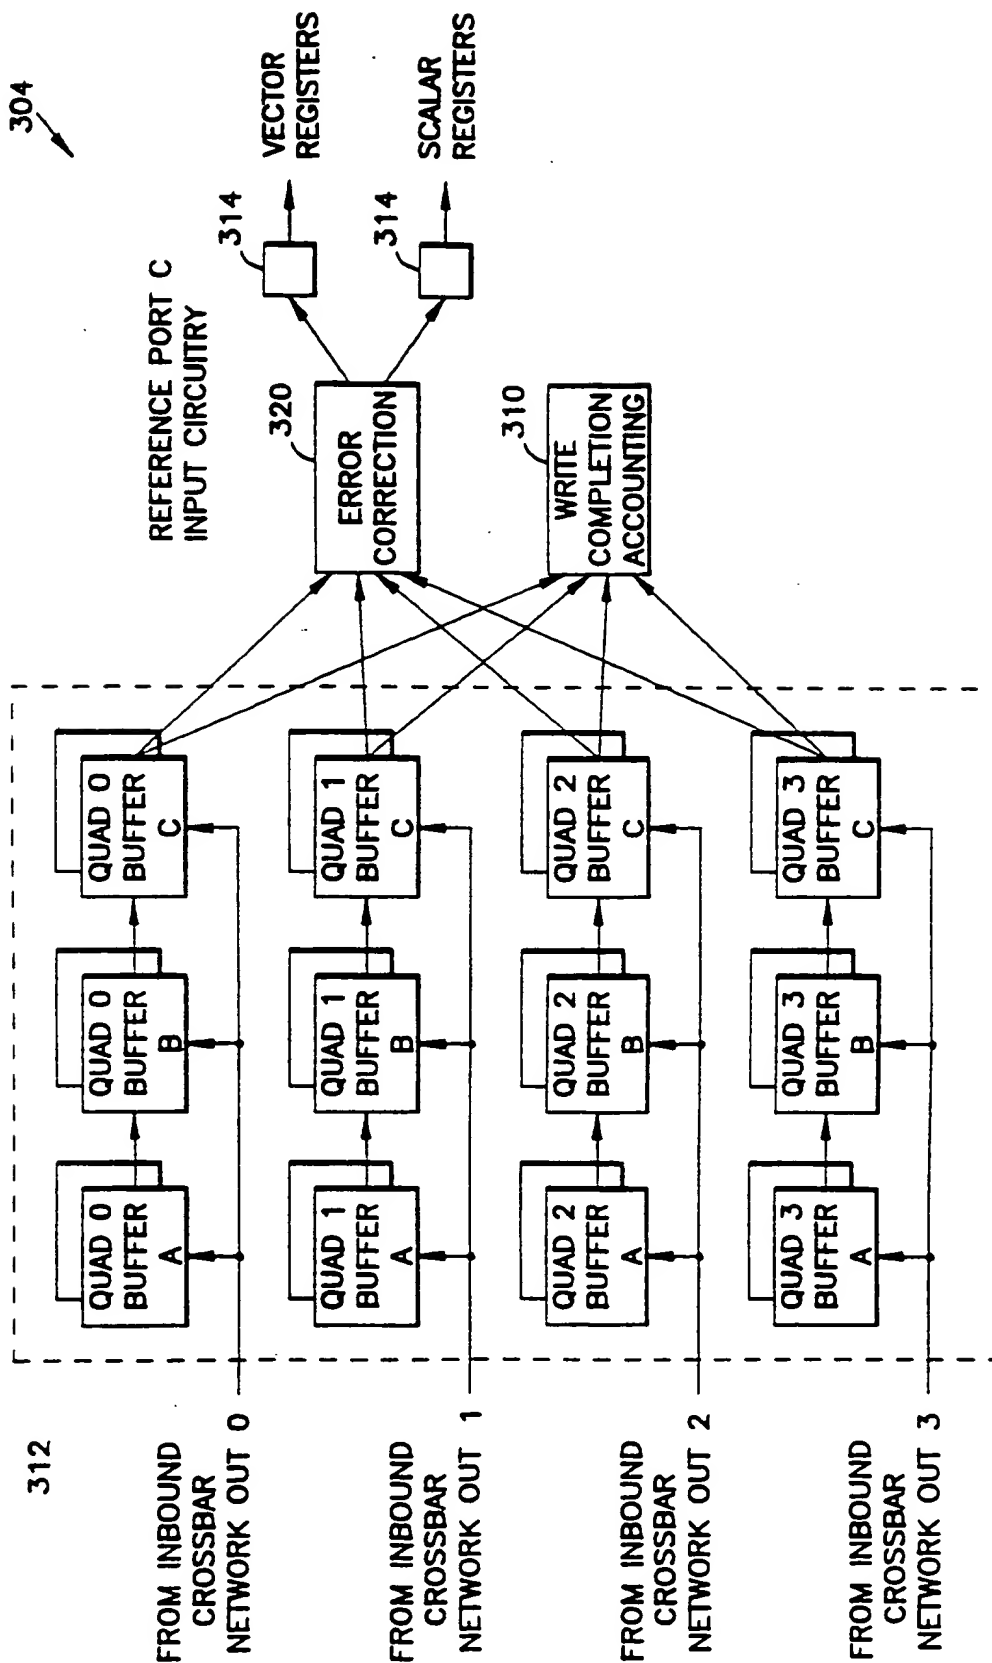 304
REFERENCE PORT C
INPUT CIRCUITRY
312
FROM INBOUND
CROSSBAR
NETWORK OUT 0
QUAD 0
BUFFER
A
QUAD 0
BUFFER
B
QUAD 0
BUFFER
C
FROM INBOUND
CROSSBAR
NETWORK OUT 1
QUAD 1
BUFFER
A
QUAD 1
BUFFER
B
QUAD 1
BUFFER
C
FROM INBOUND
CROSSBAR
NETWORK OUT 2
QUAD 2
BUFFER
A
QUAD 2
BUFFER
B
QUAD 2
BUFFER
C
FROM INBOUND
CROSSBAR
NETWORK OUT 3
QUAD 3
BUFFER
A
QUAD 3
BUFFER
B
QUAD 3
BUFFER
C
320
ERROR
CORRECTION
310
WRITE
COMPLETION
ACCOUNTING
314
VECTOR
REGISTERS
314
SCALAR
REGISTERS